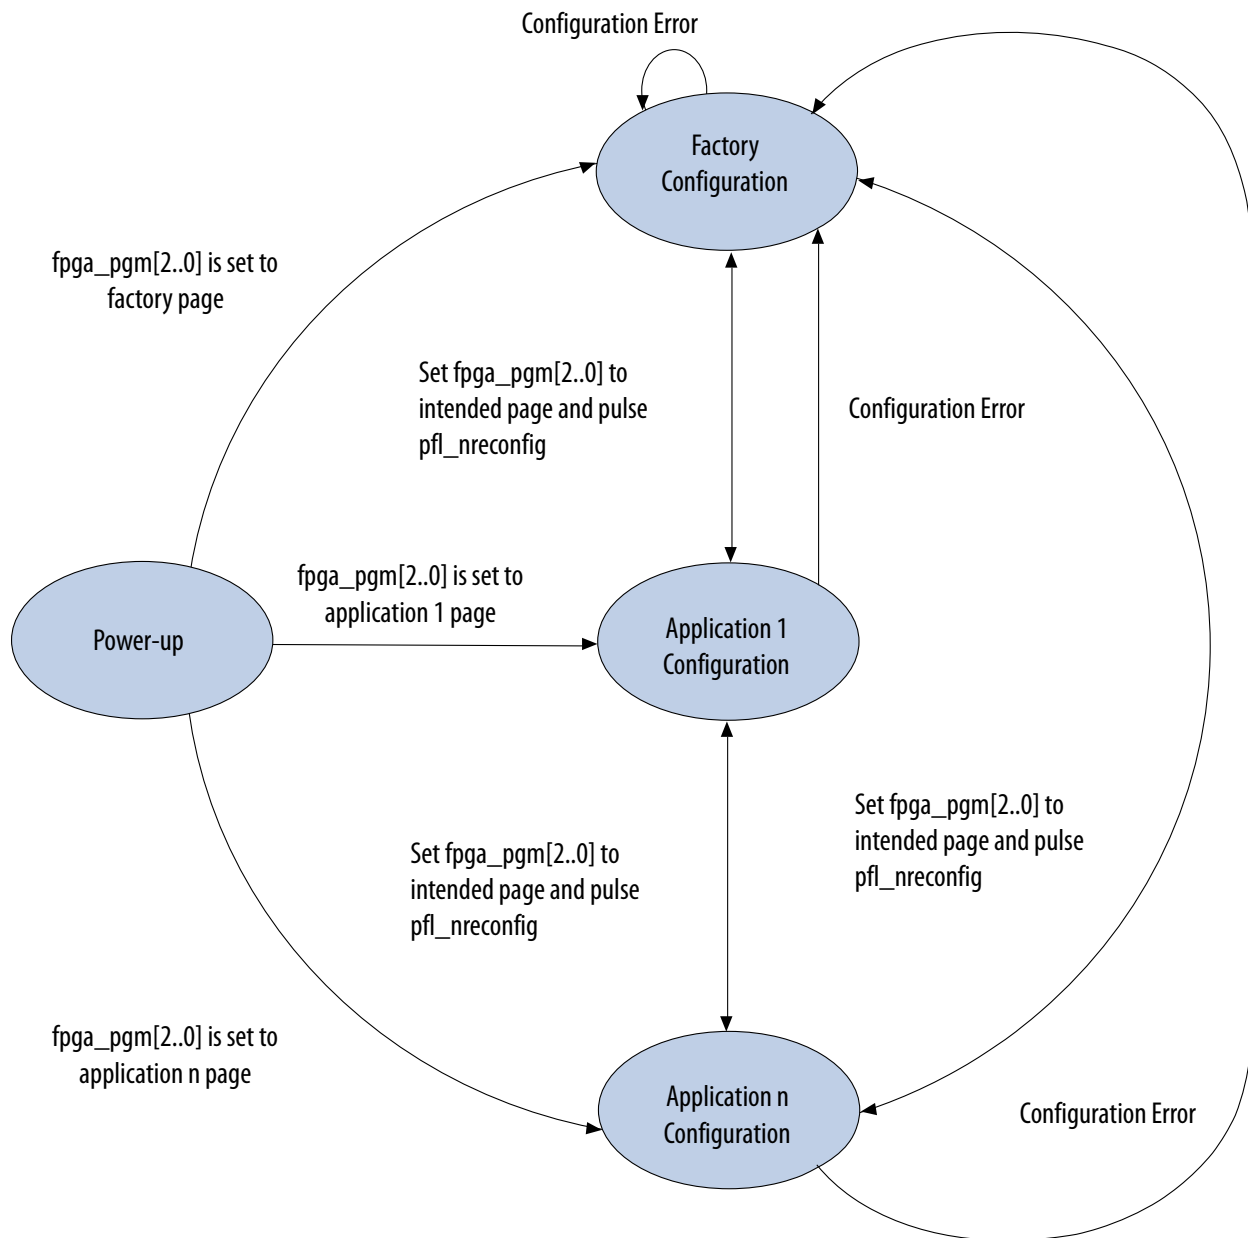 Configuration Error
Factory
Configuration
fpga_pgm[2..0] is set to
factory page
Set fpga_pgm[2..0] to
intended page and pulse
pfl_nreconfig
Configuration Error
fpga_pgm[2..0] is set to
application 1 page
Power-up
Application 1
Configuration
Set fpga_pgm[2..0] to
intended page and pulse
pfl_nreconfig
Set fpga_pgm[2..0] to
intended page and pulse
pfl_nreconfig
fpga_pgm[2..0] is set to
application n page
Application n
Configuration
Configuration Error